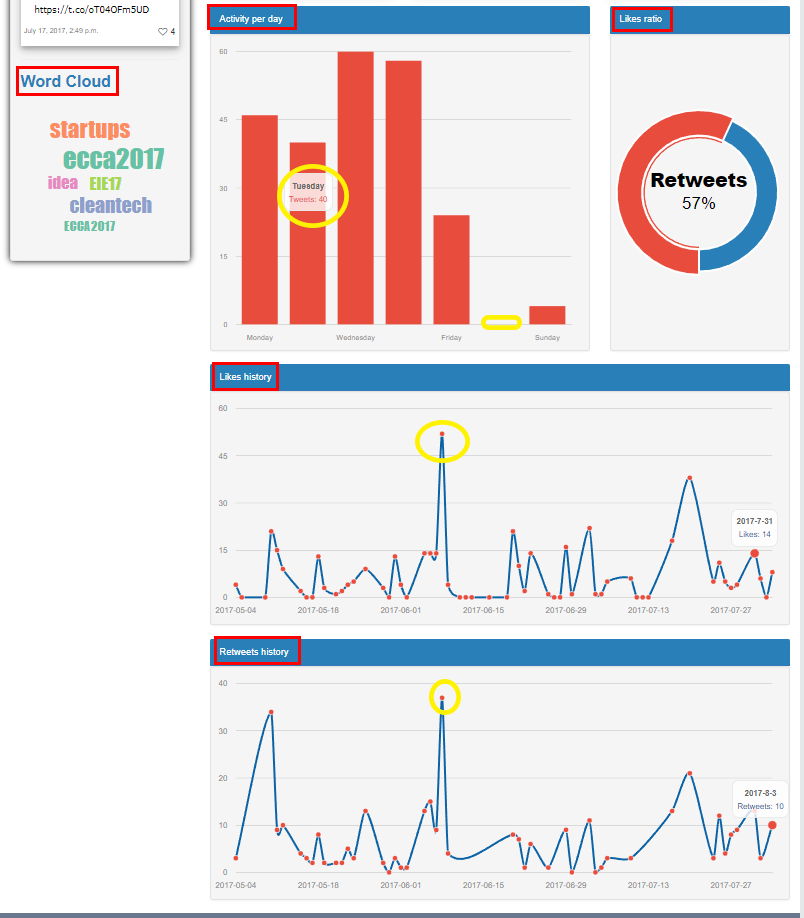 https://t.co/oT04OFm5UD
July 17, 2017, 2:49 p.m.
4
Word Cloud
startups
ecca2017
idea
EIE17
cleantech
ECCA2017
Activity per day
60
45
30
15
0
Tuesday
Tweets: 40
Monday
Wednesday
Friday
Sunday
Likes ratio
Retweets
57%
Likes history
60
45
30
15
0
2017-7-31
Likes: 14
2017-05-04
2017-05-18
2017-06-01
2017-06-15
2017-06-29
2017-07-13
2017-07-27
Retweets history
40
30
20
10
0
2017-8-3
Retweets: 10
2017-05-04
2017-05-18
2017-06-01
2017-06-15
2017-06-29
2017-07-13
2017-07-27